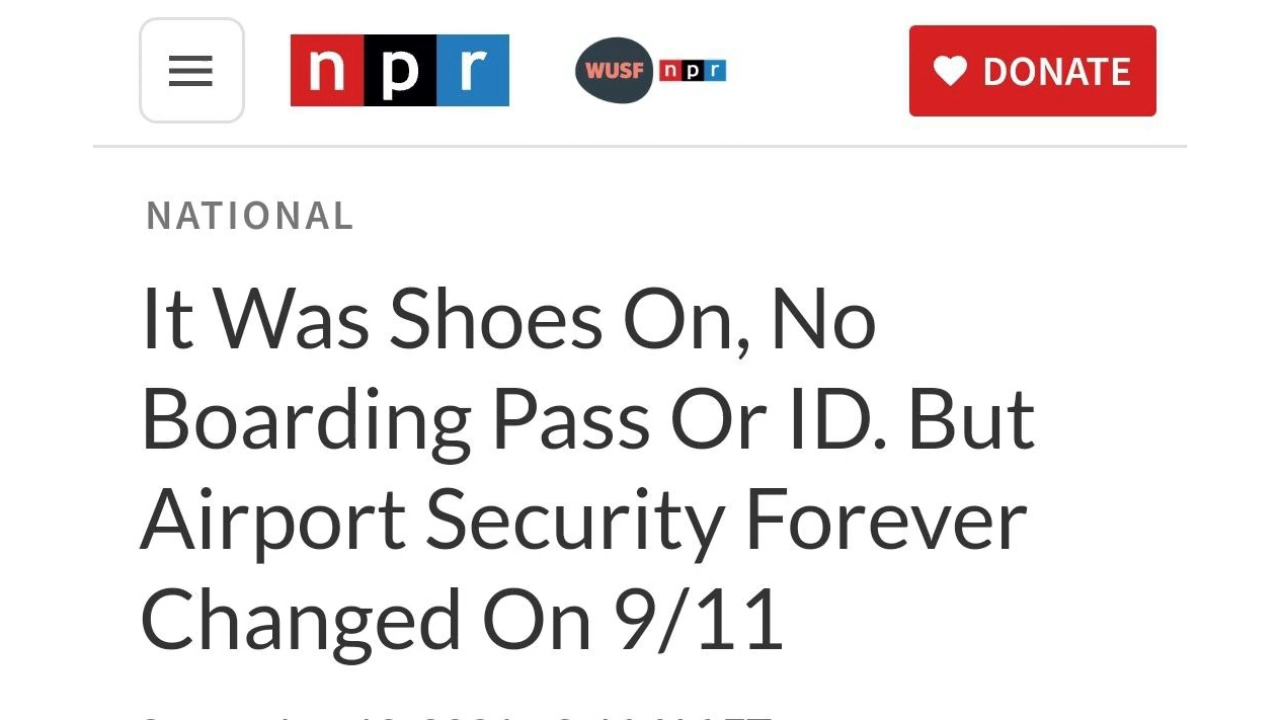 npr
WUSF npr
DONATE
NATIONAL
It Was Shoes On, No
Boarding Pass Or ID. But
Airport Security Forever
Changed On 9/11